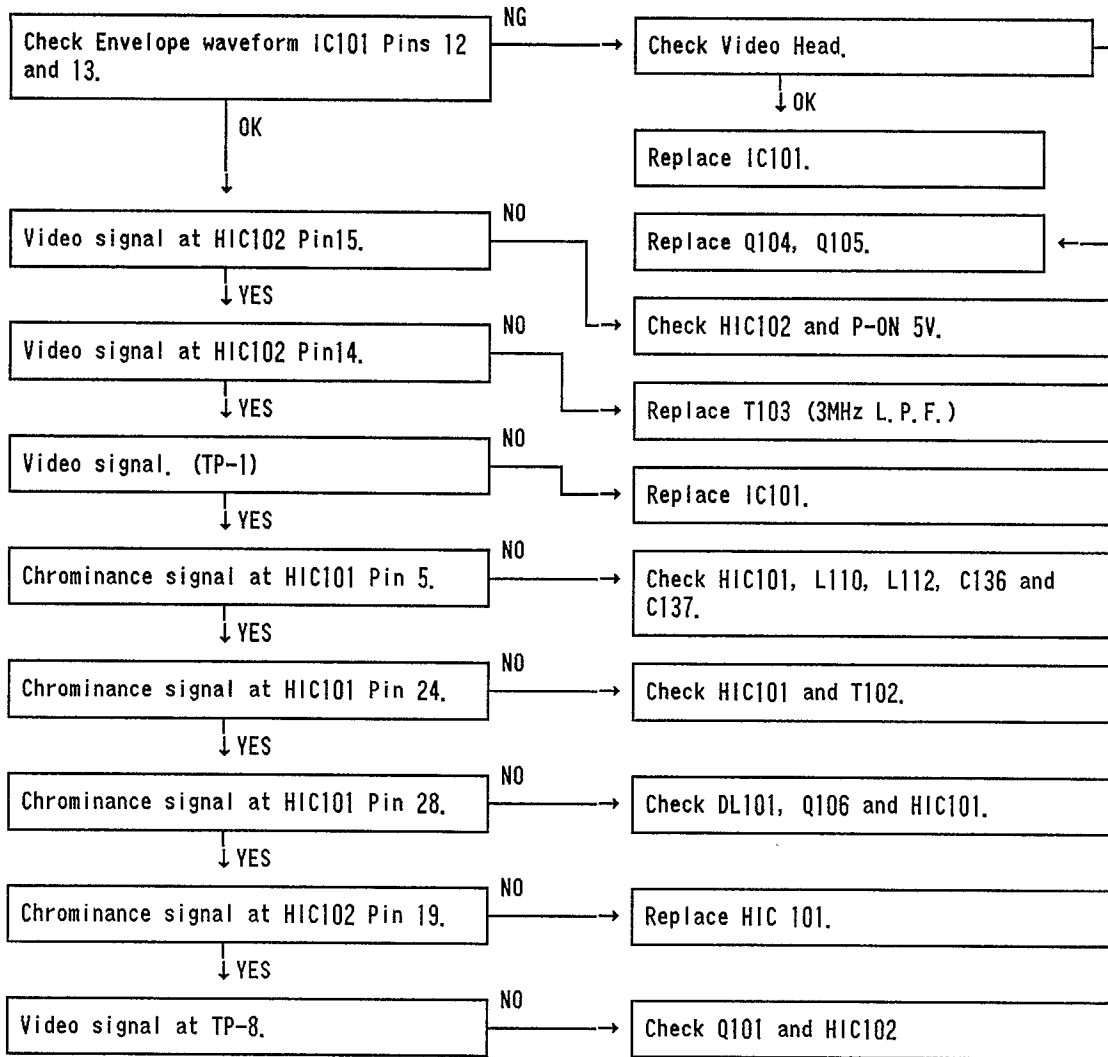 NG
Check Envelope waveform IC101 Pins 12
and 13.
Check Video Head.
OK
OK
Replace IC101.
NO
Video signal at HIC102 Pin15.
Replace Q104, Q105.
YES
NO
Check HIC102 and P-ON 5V.
Video signal at HIC102 Pin14.
YES
Replace T103 (3MHz L.P.F.)
NO
Video signal. (TP-1)
Replace IC101.
YES
NO
Chrominance signal at HIC101 Pin 5.
Check HIC101, L110, L112, C136 and
C137.
YES
NO
Chrominance signal at HIC101 Pin 24.
Check HIC101 and T102.
YES
NO
Chrominance signal at HIC101 Pin 28.
Check DL101, Q106 and HIC101.
YES
NO
Chrominance signal at HIC102 Pin 19.
Replace HIC 101.
YES
NO
Video signal at TP-8.
Check Q101 and HIC102